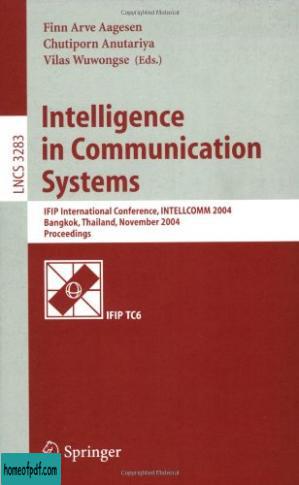 Finn Arve Aagesen
Chutiporn Anutariya
Vilas Wuwongse (Eds.)
LNCS 3283
Intelligence
in Communication
Systems
IFIP International Conference, INTELLCOMM 2004
Bangkok, Thailand, November 2004
Proceedings
IFIP TC6
Springer
homeofpdf.com